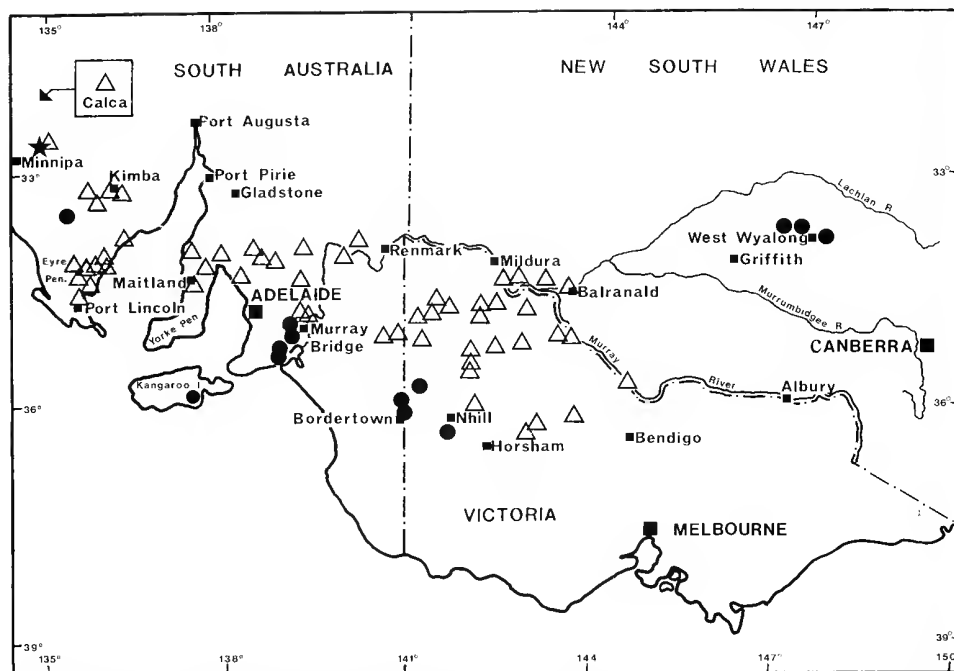 135°
138°
144°
147°
SOUTH AUSTRALIA
NEW SOUTH WALES
Calca
Port Augusta
Minnipa
Kimba
Port Pirie
Gladstone
33°
33°
Lachlan R
West Wyalong
Griffith
Renmark
Mildura
Eyre
Pen.
Maitland
Balranald
Port Lincoln
ADELAIDE
Murrumbidgee R
Yorke Pen
Murray
Bridge
CANBERRA
Murray
River
Kangaroo I
Albury
36°
36°
Bordertown
Nhill
Horsham
Bendigo
VICTORIA
MELBOURNE
39°
39°
135°
138°
141°
144°
147°
150